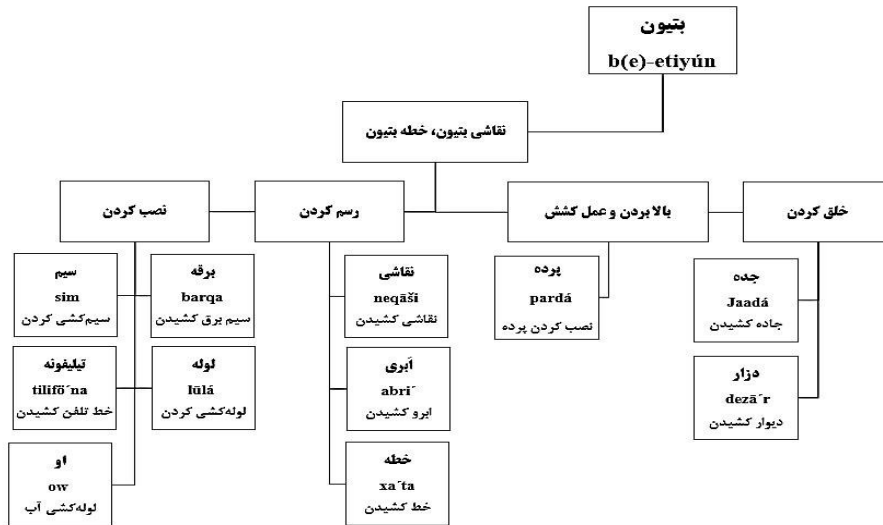 بتیون
b(e)-etiyún
نقاشی بتیون، خطه بتیون
خلق کردن
بالا بردن و عمل کشش
رسم کردن
نصب کردن
جده
Jaadá
جاده کشیدن
دزار
dezā´r
دیوار کشیدن
پرده
pardá
نصب کردن پرده
نقاشی
neqāši
نقاشی کشیدن
أبری
abri´
ابرو کشیدن
خطه
xa´ta
خط کشیدن
برقه
barqa
سیم برق کشیدن
سیم
sim
سیم‌کشی کردن
لوله
lūlá
لوله‌کشی کردن
تیلیفونه
tilifō´na
خط تلفن کشیدن
او
ow
لوله‌کشی آب